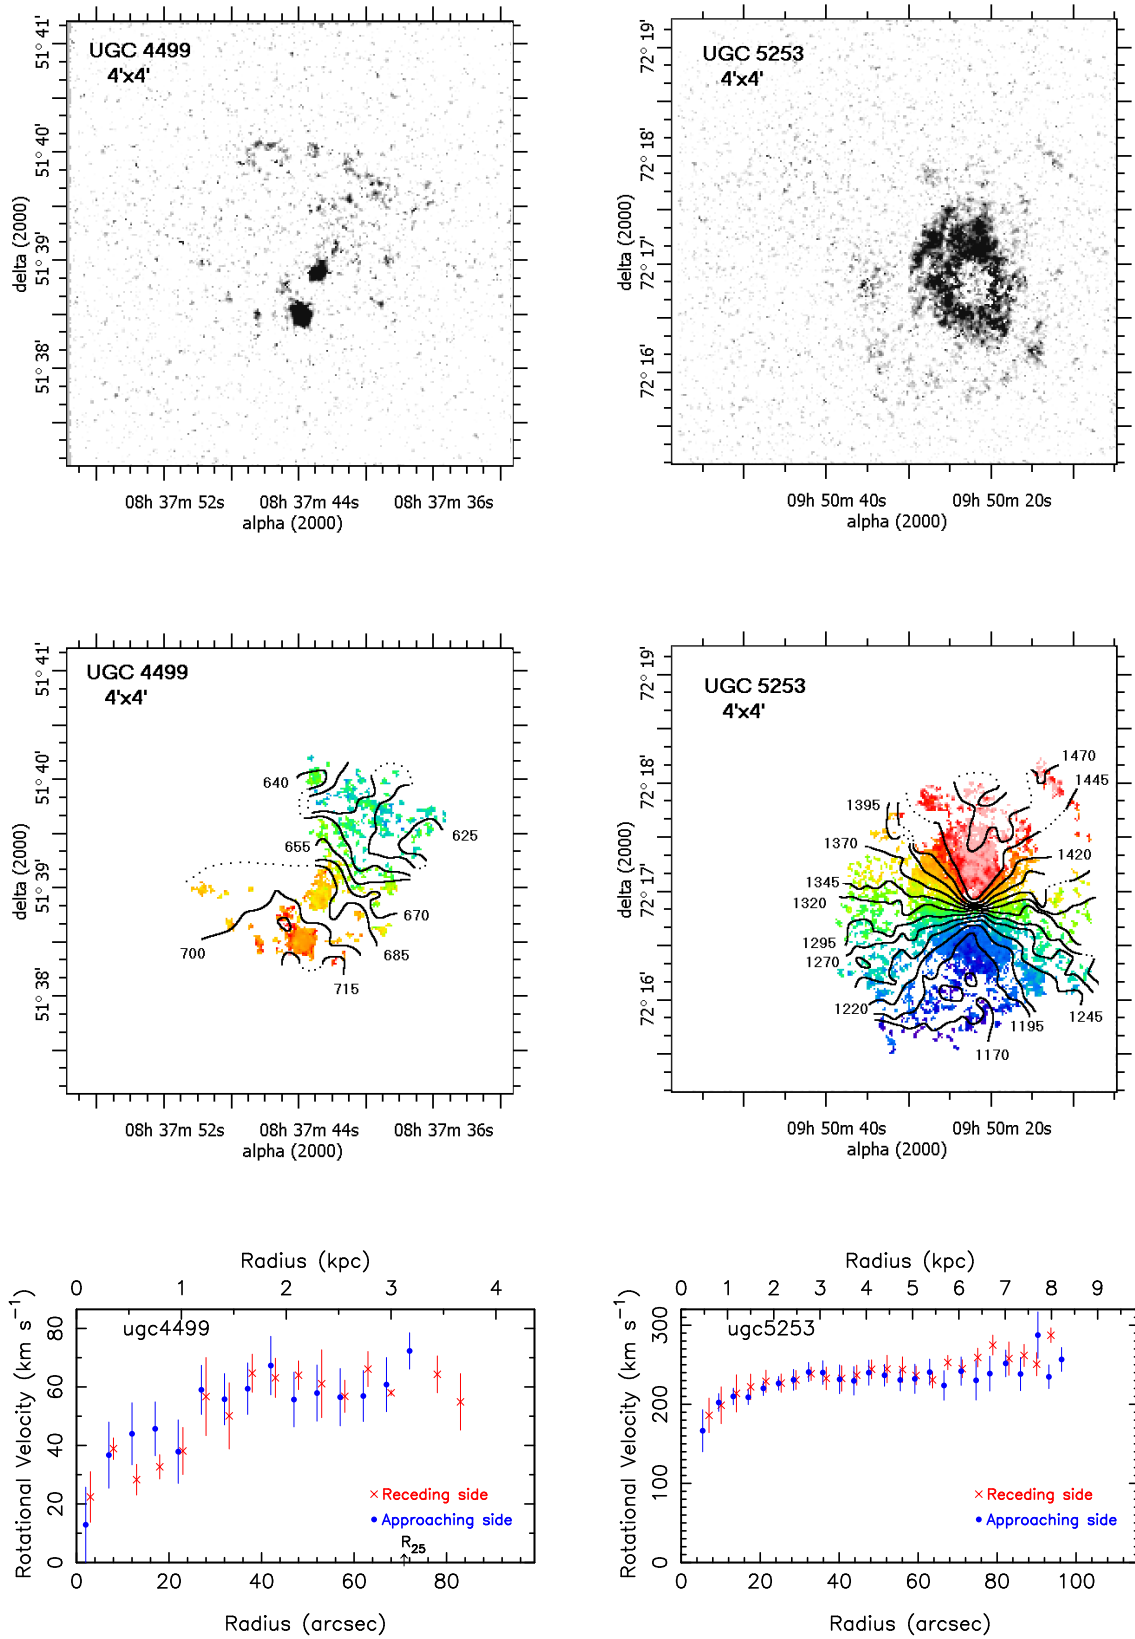 UGC 4499
4'x4'
51° 41'
51° 40'
51° 39'
51° 38'
delta (2000)
08h 37m 52s 08h 37m 44s 08h 37m 36s
alpha (2000)
UGC 5253
4'x4'
72° 19'
72° 18'
72° 17'
72° 16'
delta (2000)
09h 50m 40s 09h 50m 20s
alpha (2000)
UGC 4499
4'x4'
51° 41'
51° 40'
51° 39'
51° 38'
delta (2000)
640
625
655
670
700
685
715
08h 37m 52s 08h 37m 44s 08h 37m 36s
alpha (2000)
UGC 5253
4'x4'
72° 19'
72° 18'
72° 17'
72° 16'
delta (2000)
1470
1445
1395
1370
1420
1345
1320
1295
1270
1220
1195
1245
1170
09h 50m 40s 09h 50m 20s
alpha (2000)
Radius (kpc)
0 1 2 3 4
ugc4499
Rotational Velocity (km s⁻¹)
80
60
40
20
0
× Receding side
• Approaching side
R₂₅
0 20 40 60 80
Radius (arcsec)
Radius (kpc)
0 1 2 3 4 5 6 7 8 9
ugc5253
Rotational Velocity (km s⁻¹)
300
200
100
0
× Receding side
• Approaching side
0 20 40 60 80 100
Radius (arcsec)